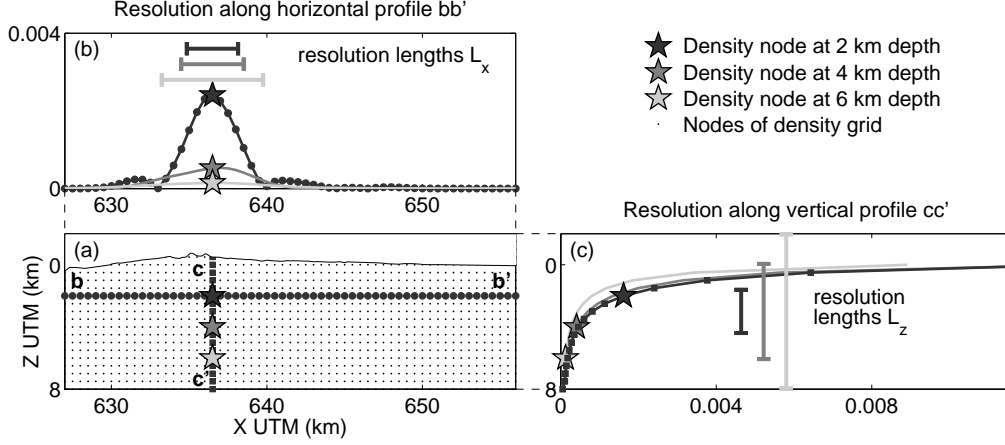 Resolution along horizontal profile bb'
0.004
(b)
resolution lengths Lx
0
630
640
650
Density node at 2 km depth
Density node at 4 km depth
Density node at 6 km depth
Nodes of density grid
Resolution along vertical profile cc'
(a)
0
c
b
b'
Z UTM (km)
c'
8
630
640
650
X UTM (km)
(c)
0
resolution
lengths Lz
8
0
0.004
0.008